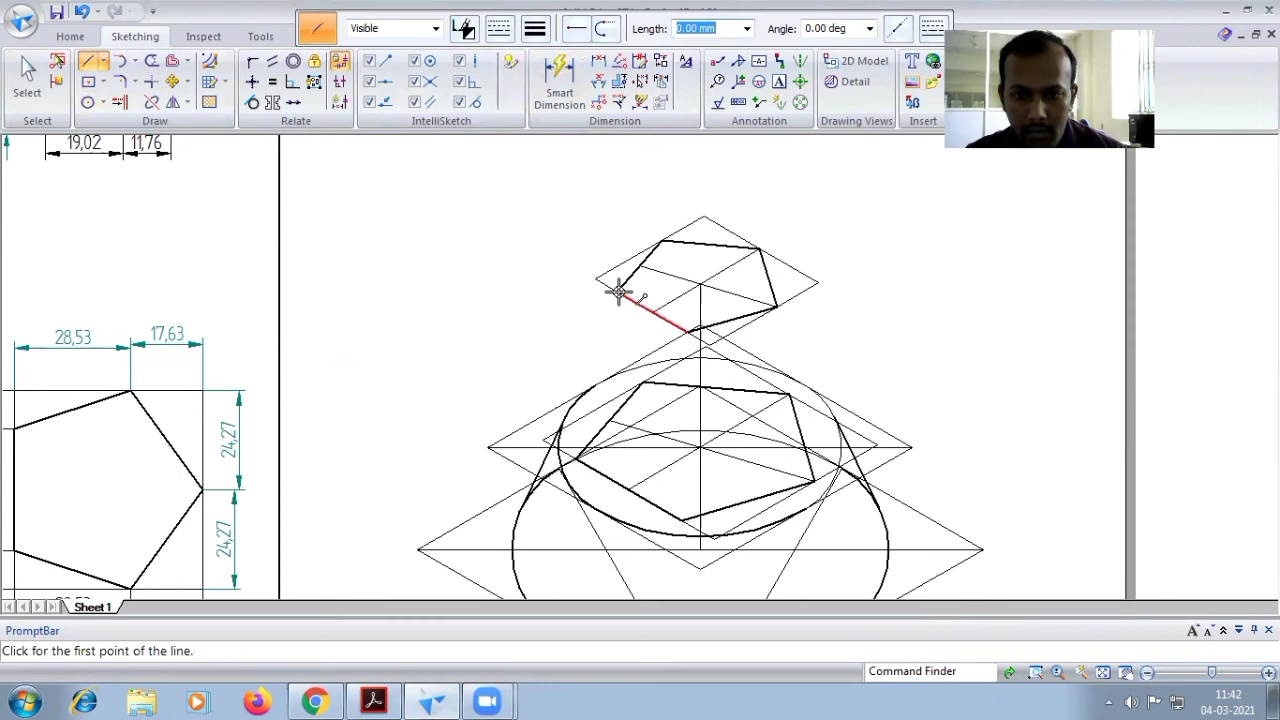 Home Sketching Inspect Tools
Visible Length: 0.00 mm Angle: 0.00 deg
Select
Smart
Dimension
2D Model
Detail
Select Draw Relate IntelliSketch Dimension Annotation Drawing Views Insert
19,02 11,76
28,53 17,63
24,27
24,27
Sheet1
PromptBar
Click for the first point of the line.
Command Finder
11:42
04-03-2021